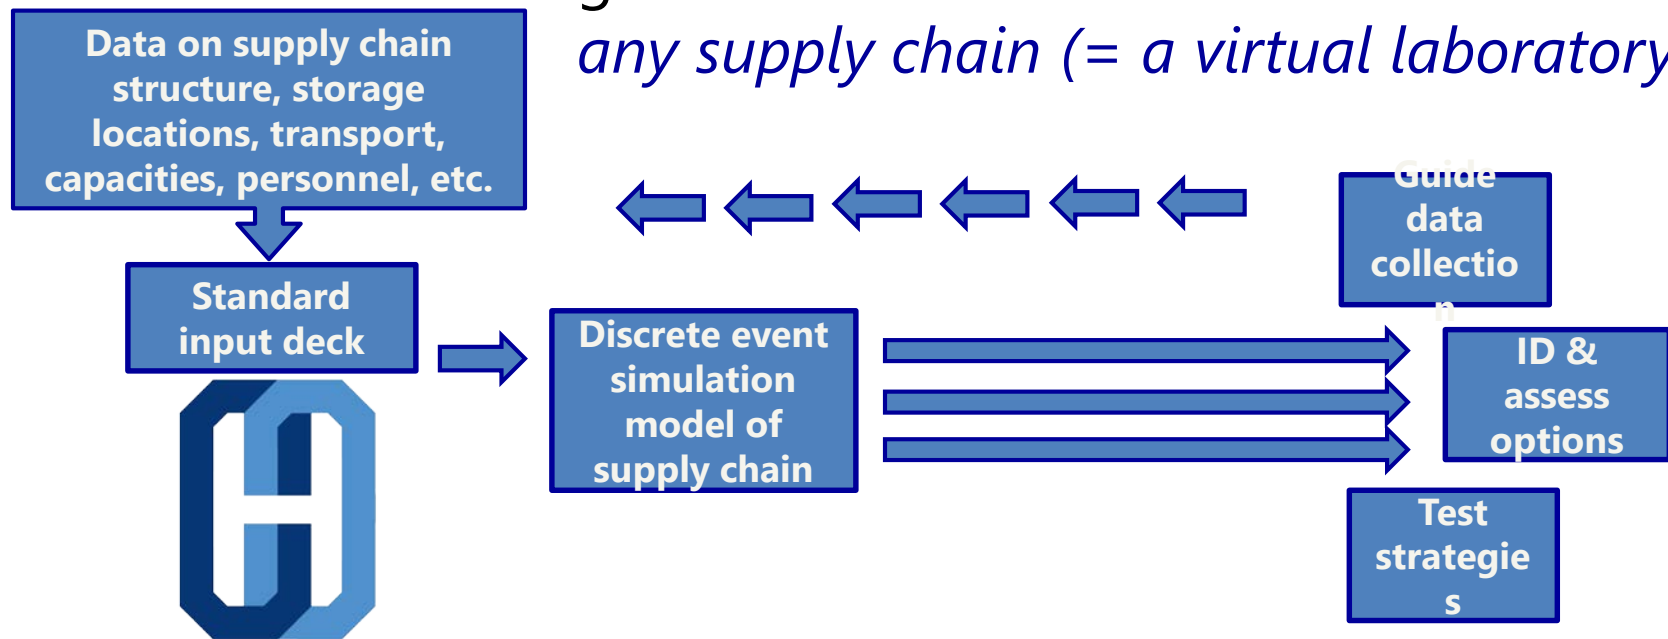 any supply chain (= a virtual laboratory
Data on supply chain
structure, storage
locations, transport,
capacities, personnel, etc.
Standard
input deck
Discrete event
simulation
model of
supply chain
Guide
data
collectio
n
ID &
assess
options
Test
strategie
s